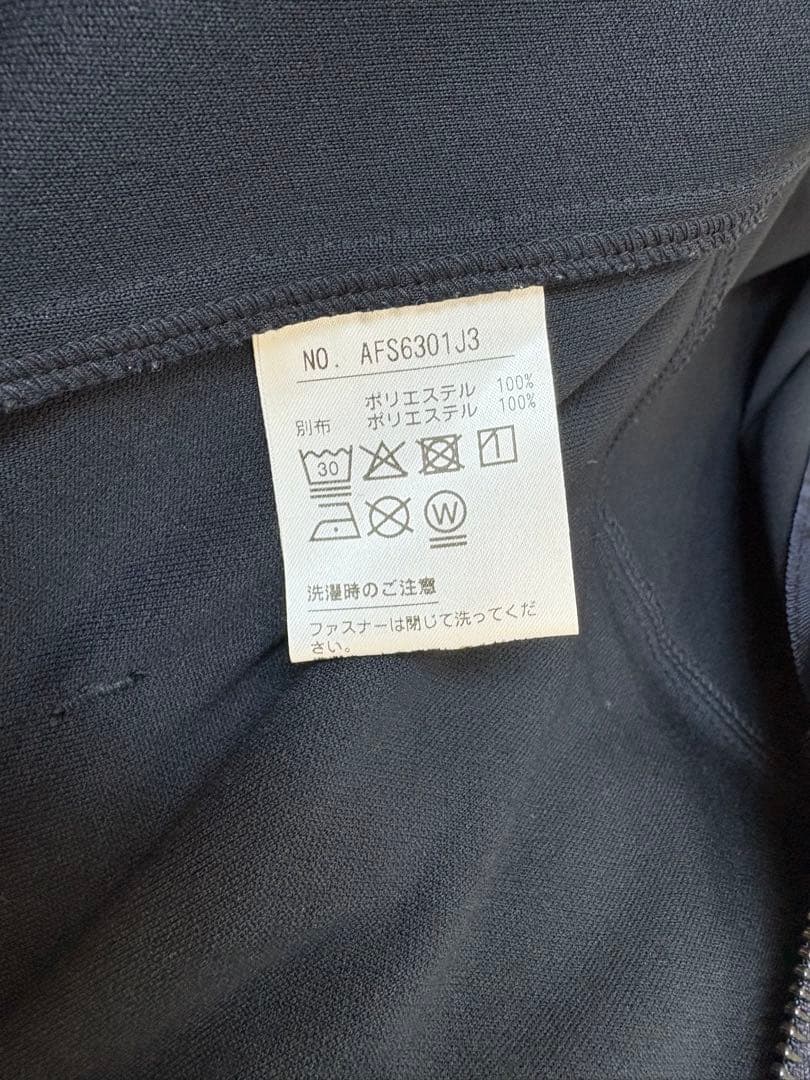 NO. AFS6301J3
ポリエステル 100%
別布 ポリエステル 100%
30
W
洗濯時のご注意
ファスナーは閉じて洗ってくだ
さい。